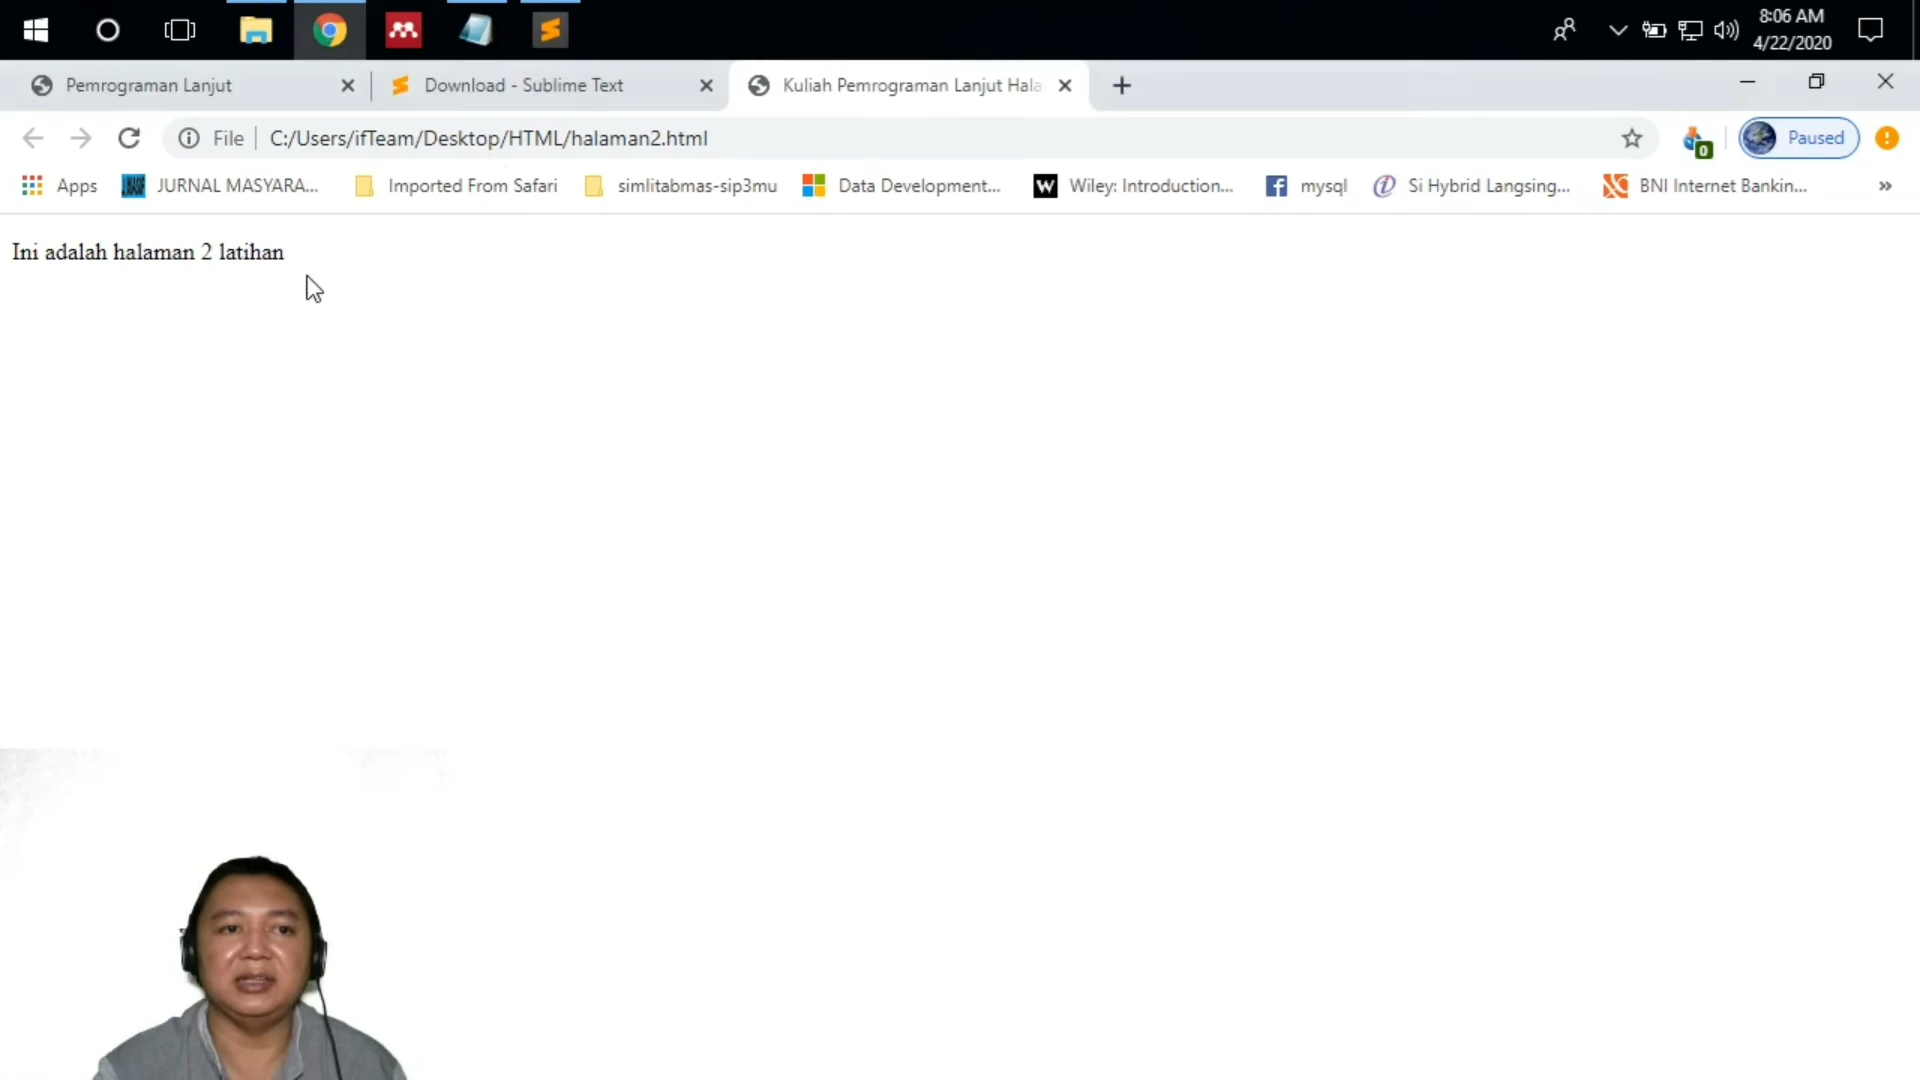 8:06 AM
4/22/2020
Pemrograman Lanjut
Download - Sublime Text
Kuliah Pemrograman Lanjut Hala
File
C:/Users/ifTeam/Desktop/HTML/halaman2.html
0
Paused
Apps
JURNAL MASYARA...
Imported From Safari
simlitabmas-sip3mu
Data Development...
W
Wiley: Introduction...
mysql
Si Hybrid Langsing...
BNI Internet Bankin...
»
Ini adalah halaman 2 latihan